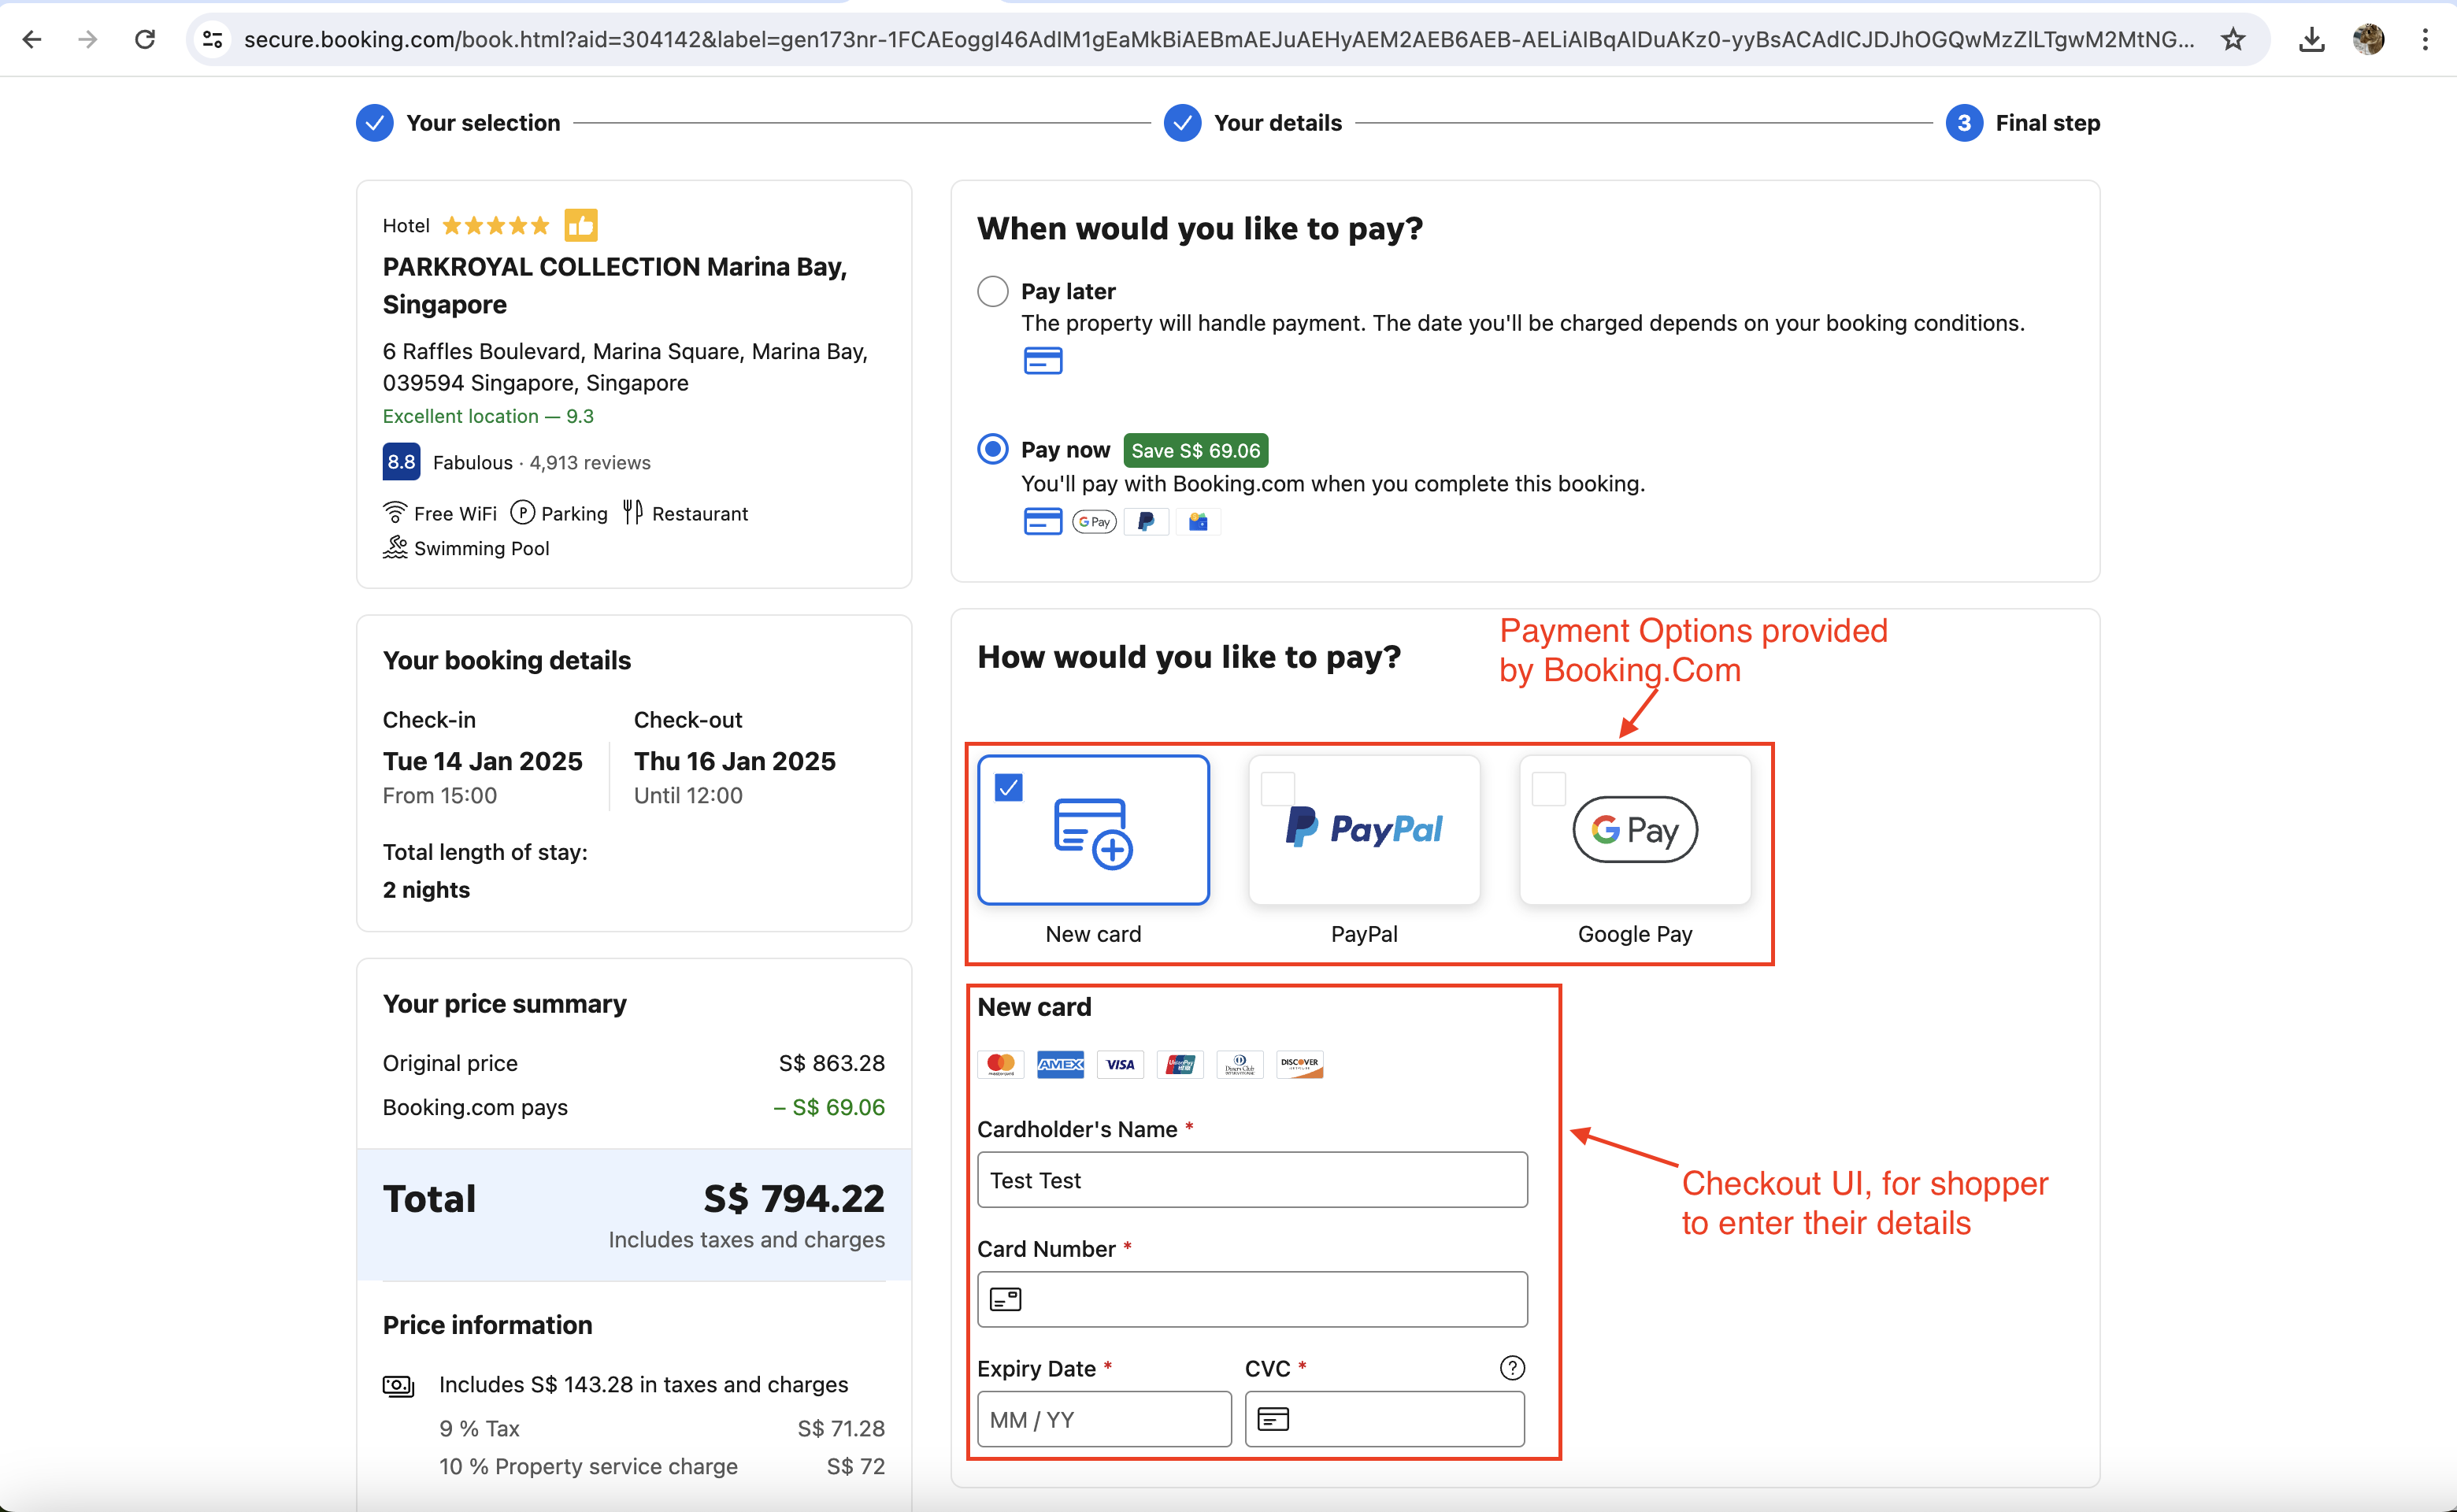 secure.booking.com/book.html?aid=304142&label=gen173nr-1FCAEoggI46AdIM1gEaMkBiAEBmAEJuAEHyAEM2AEB6AEB-AELiAIBqAIDuAKz0-yyBsACAdICJDJhOGQwMzZlLTgwM2MtNG...
Your selection
Your details
3 Final step
Hotel
PARKROYAL COLLECTION Marina Bay,
Singapore
6 Raffles Boulevard, Marina Square, Marina Bay,
039594 Singapore, Singapore
Excellent location — 9.3
8.8 Fabulous · 4,913 reviews
Free WiFi P Parking Restaurant
Swimming Pool
Your booking details
Check-in
Check-out
Tue 14 Jan 2025
Thu 16 Jan 2025
From 15:00
Until 12:00
Total length of stay:
2 nights
Your price summary
Original price S$ 863.28
Booking.com pays – S$ 69.06
Total S$ 794.22
Includes taxes and charges
Price information
Includes S$ 143.28 in taxes and charges
9 % Tax S$ 71.28
10 % Property service charge S$ 72
When would you like to pay?
Pay later
The property will handle payment. The date you'll be charged depends on your booking conditions.
Pay now Save S$ 69.06
You'll pay with Booking.com when you complete this booking.
G Pay
How would you like to pay?
Payment Options provided
by Booking.Com
PayPal
G Pay
New card
PayPal
Google Pay
New card
AMEX VISA UnionPay Diners Club DISCOVER
Cardholder's Name *
Test Test
Card Number *
Expiry Date * CVC * ?
MM / YY
Checkout UI, for shopper
to enter their details